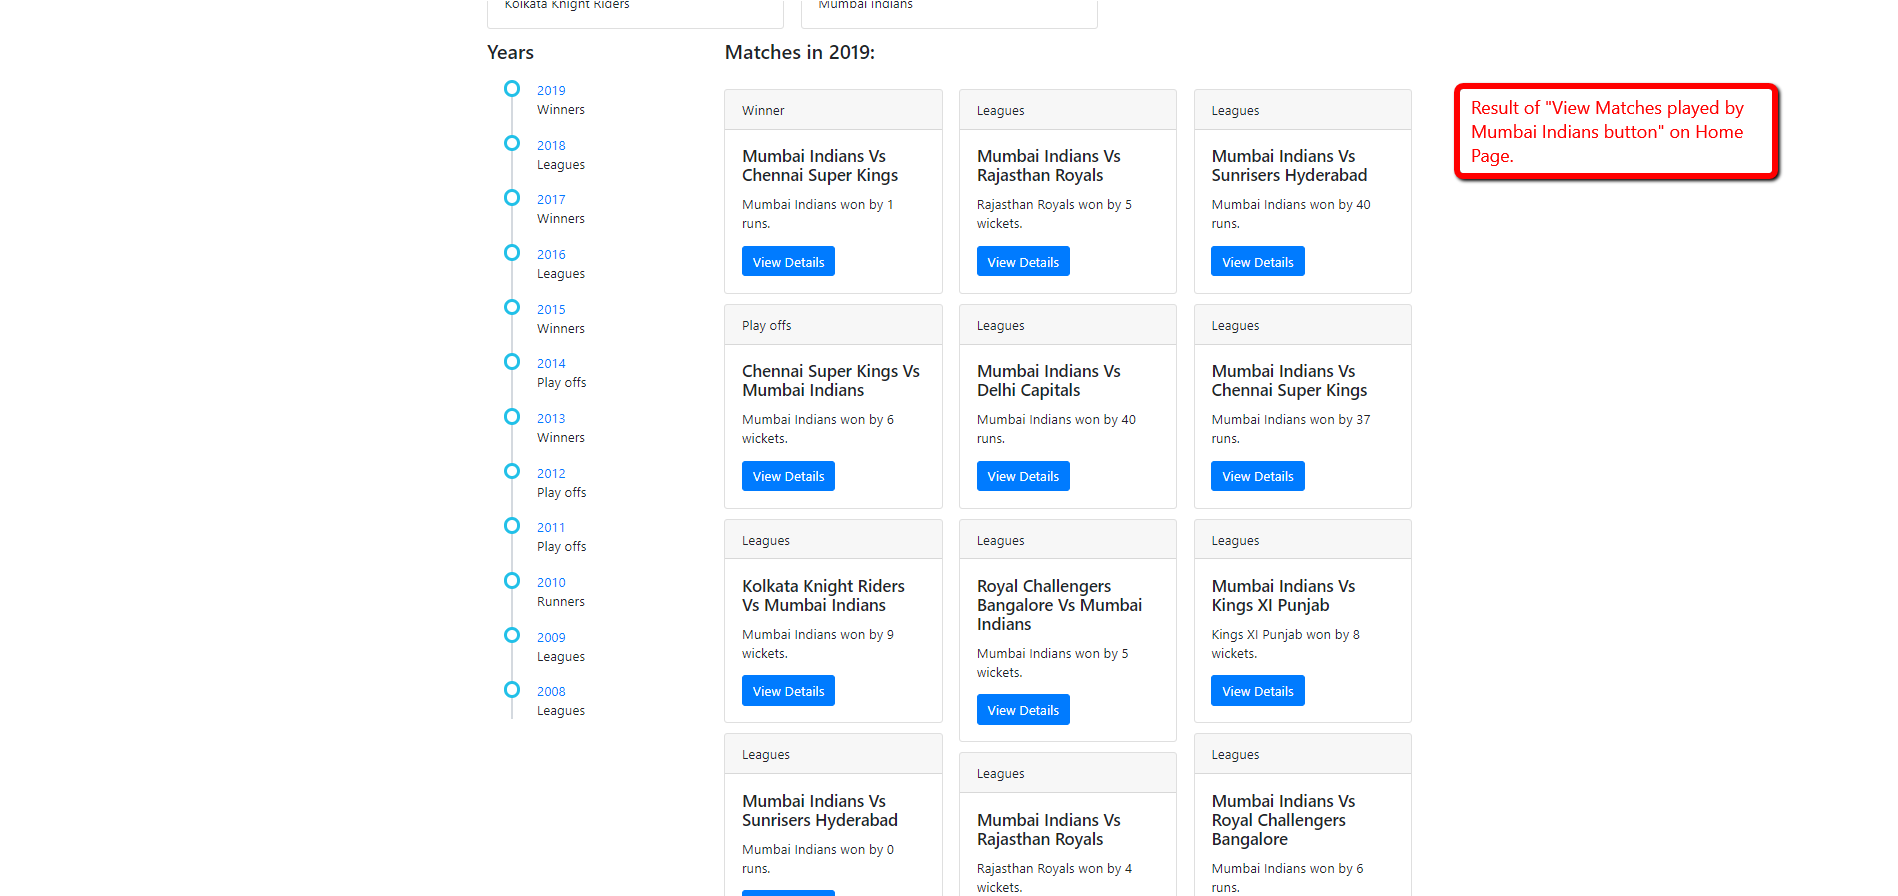 Kolkata Knight Riders
Mumbai Indians
Years
2019
Winners
2018
Leagues
2017
Winners
2016
Leagues
2015
Winners
2014
Play offs
2013
Winners
2012
Play offs
2011
Play offs
2010
Runners
2009
Leagues
2008
Leagues
Matches in 2019:
Winner
Mumbai Indians Vs
Chennai Super Kings
Mumbai Indians won by 1
runs.
View Details
Leagues
Mumbai Indians Vs
Rajasthan Royals
Rajasthan Royals won by 5
wickets.
View Details
Leagues
Mumbai Indians Vs
Sunrisers Hyderabad
Mumbai Indians won by 40
runs.
View Details
Play offs
Chennai Super Kings Vs
Mumbai Indians
Mumbai Indians won by 6
wickets.
View Details
Leagues
Mumbai Indians Vs
Delhi Capitals
Mumbai Indians won by 40
runs.
View Details
Leagues
Mumbai Indians Vs
Chennai Super Kings
Mumbai Indians won by 37
runs.
View Details
Leagues
Kolkata Knight Riders
Vs Mumbai Indians
Mumbai Indians won by 9
wickets.
View Details
Leagues
Royal Challengers
Bangalore Vs Mumbai
Indians
Mumbai Indians won by 5
wickets.
View Details
Leagues
Mumbai Indians Vs
Kings XI Punjab
Kings XI Punjab won by 8
wickets.
View Details
Leagues
Mumbai Indians Vs
Sunrisers Hyderabad
Mumbai Indians won by 0
runs.
Leagues
Mumbai Indians Vs
Rajasthan Royals
Rajasthan Royals won by 4
wickets.
Leagues
Mumbai Indians Vs
Royal Challengers
Bangalore
Mumbai Indians won by 6
runs.
Result of "View Matches played by
Mumbai Indians button" on Home
Page.